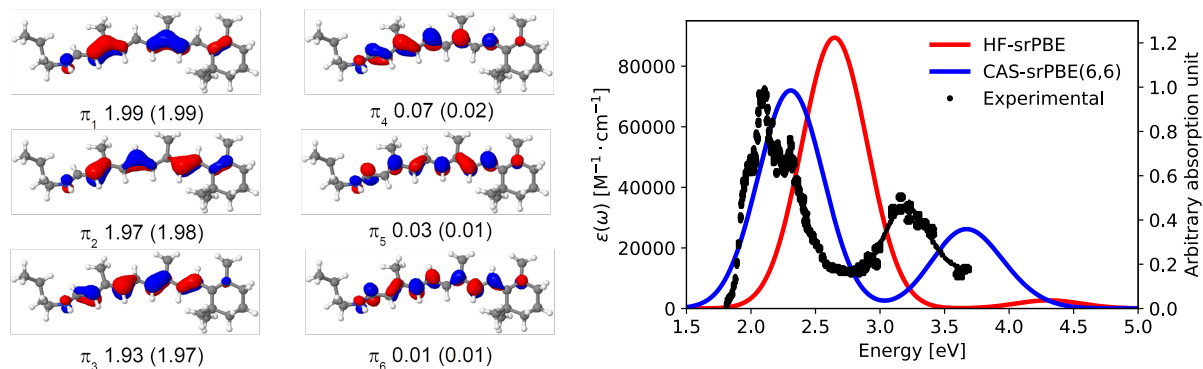 π1 1.99 (1.99)
π4 0.07 (0.02)
π2 1.97 (1.98)
π5 0.03 (0.01)
π3 1.93 (1.97)
π6 0.01 (0.01)
HF-srPBE
CAS-srPBE(6,6)
Experimental
ε(ω) [M⁻¹·cm⁻¹]
80000
60000
40000
20000
0
1.5 2.0 2.5 3.0 3.5 4.0 4.5 5.0
Energy [eV]
1.2
1.0
0.8
0.6
0.4
0.2
0.0
Arbitrary absorption unit